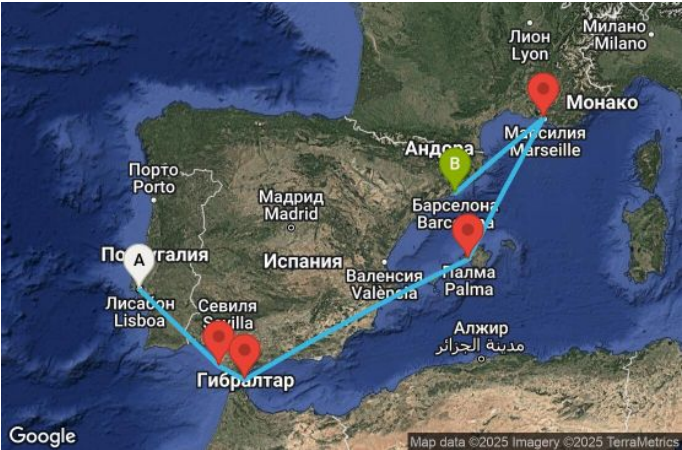 Лион
Lyon
Милано
Milano
Монако
Марсилия
Marseille
Андора
B
Барселона
Barcelona
Порто
Porto
Мадрид
Madrid
Португалия
A
Испания
Валенсия
València
Палма
Palma
Лисабон
Lisboa
Севиля
Sevilla
Гибралтар
Алжир
مدينة الجزائر
Google
Map data ©2025 Imagery ©2025 TerraMetrics